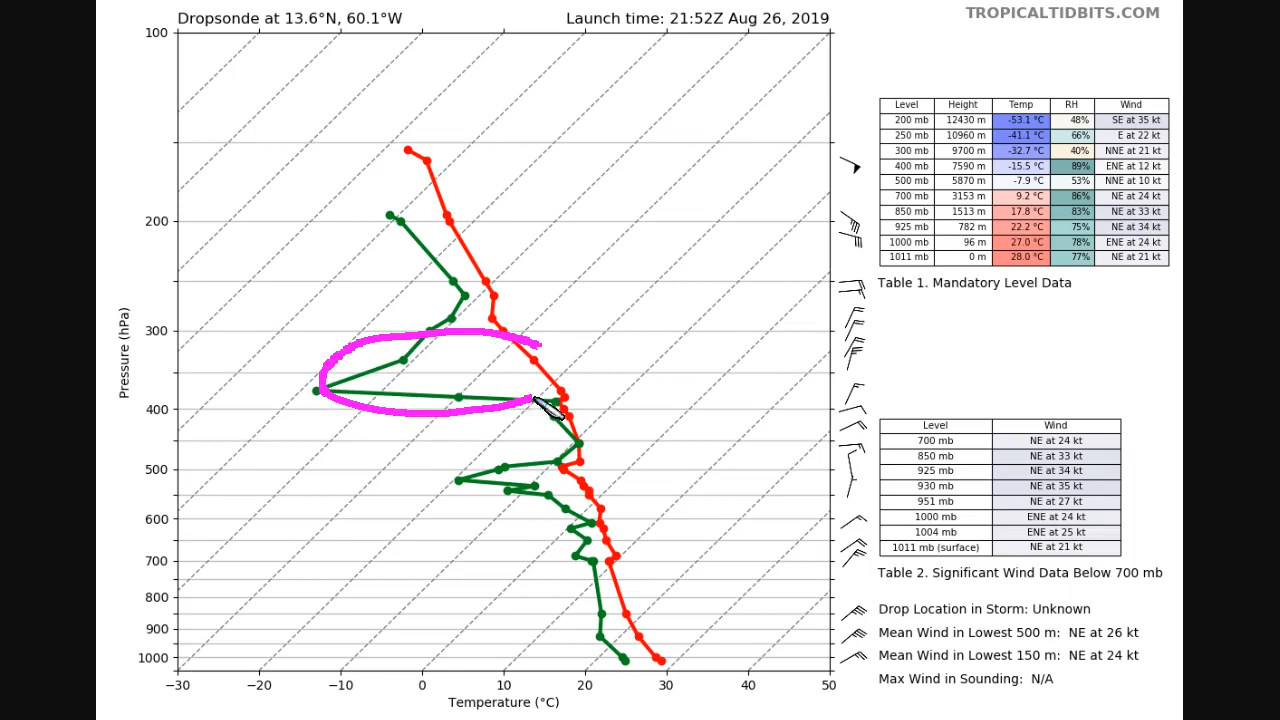 TROPICALTIDBITS.COM
Dropsonde at 13.6°N, 60.1°W Launch time: 21:52Z Aug 26, 2019
100
200
300
400
500
600
700
800
900
1000
Pressure (hPa)
−30 −20 −10 0 10 20 30 40 50
Temperature (°C)
Level Height Temp RH Wind
200 mb 12430 m -53.1 °C 48% SE at 35 kt
250 mb 10960 m -41.1 °C 66% E at 22 kt
300 mb 9700 m -32.7 °C 40% NNE at 21 kt
400 mb 7590 m -15.5 °C 89% ENE at 12 kt
500 mb 5870 m -7.9 °C 53% NNE at 10 kt
700 mb 3153 m 9.2 °C 86% NE at 24 kt
850 mb 1513 m 17.8 °C 83% NE at 33 kt
925 mb 782 m 22.2 °C 75% NE at 34 kt
1000 mb 96 m 27.0 °C 78% ENE at 24 kt
1011 mb 0 m 28.0 °C 77% NE at 21 kt
Table 1. Mandatory Level Data
Level Wind
700 mb NE at 24 kt
850 mb NE at 33 kt
925 mb NE at 34 kt
930 mb NE at 35 kt
951 mb NE at 27 kt
1000 mb ENE at 24 kt
1004 mb ENE at 25 kt
1011 mb (surface) NE at 21 kt
Table 2. Significant Wind Data Below 700 mb
Drop Location in Storm: Unknown
Mean Wind in Lowest 500 m: NE at 26 kt
Mean Wind in Lowest 150 m: NE at 24 kt
Max Wind in Sounding: N/A